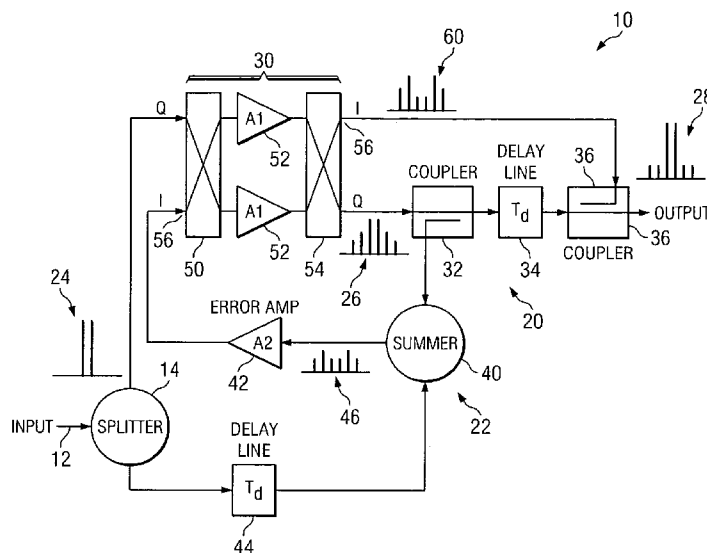 10
60
30
28
Q
A1
52
I
56
36
COUPLER
DELAY
LINE
I
A1
52
Q
Td
OUTPUT
56
50
54
26
32
34
COUPLER
36
20
24
ERROR AMP
A2
42
SUMMER
40
46
22
14
INPUT
SPLITTER
12
DELAY
LINE
Td
44